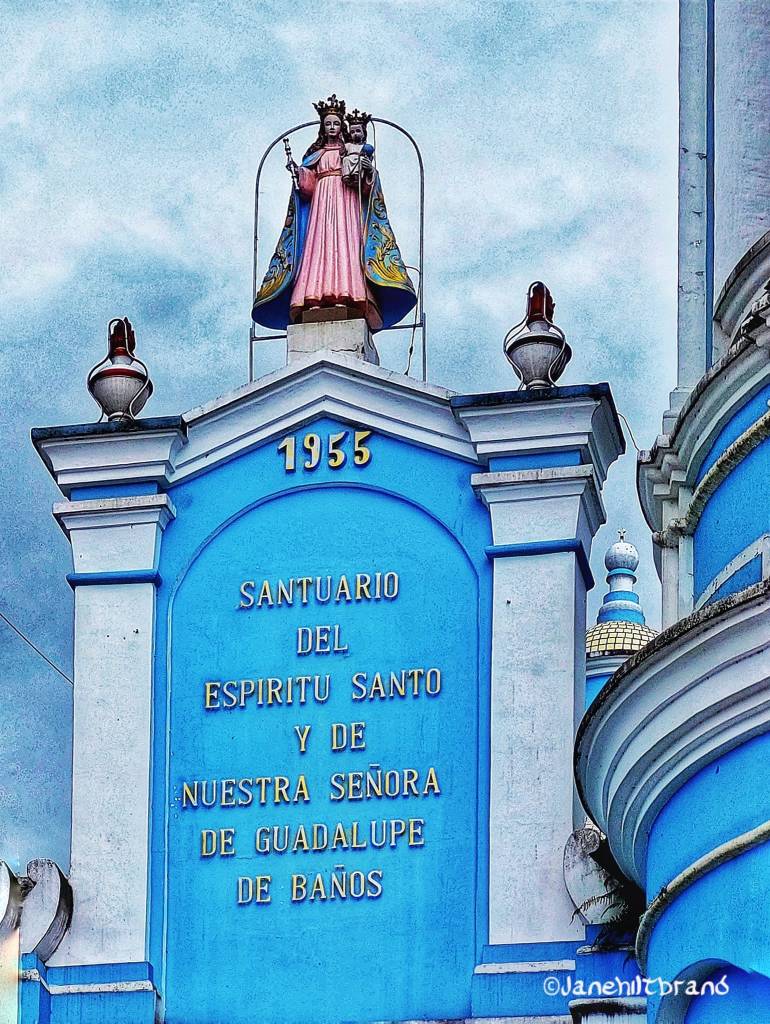 1955
SANTUARIO
DEL
ESPIRITU SANTO
Y DE
NUESTRA SEÑORA
DE GUADALUPE
DE BAÑOS
©Janehiltbrand